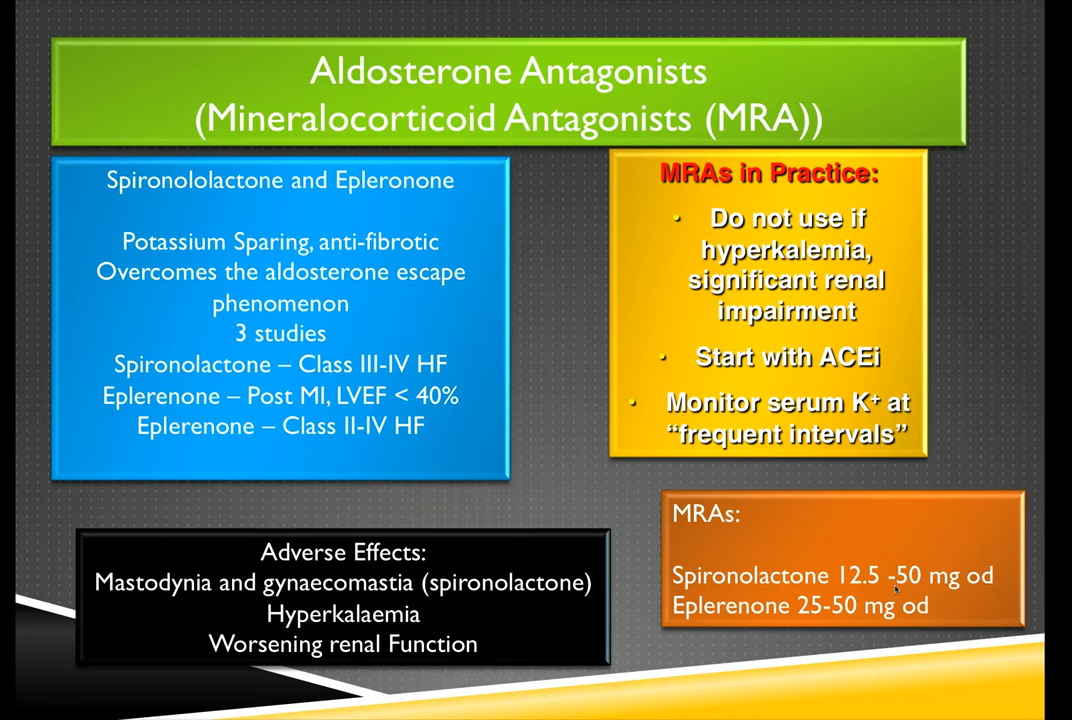 Aldosterone Antagonists
(Mineralocorticoid Antagonists (MRA))
Spironololactone and Epleronone
Potassium Sparing, anti-fibrotic
Overcomes the aldosterone escape
phenomenon
3 studies
Spironolactone – Class III-IV HF
Eplerenone – Post MI, LVEF < 40%
Eplerenone – Class II-IV HF
MRAs in Practice:
• Do not use if
hyperkalemia,
significant renal
impairment
• Start with ACEi
• Monitor serum K⁺ at
“frequent intervals”
Adverse Effects:
Mastodynia and gynaecomastia (spironolactone)
Hyperkalaemia
Worsening renal Function
MRAs:
Spironolactone 12.5 -50 mg od
Eplerenone 25-50 mg od